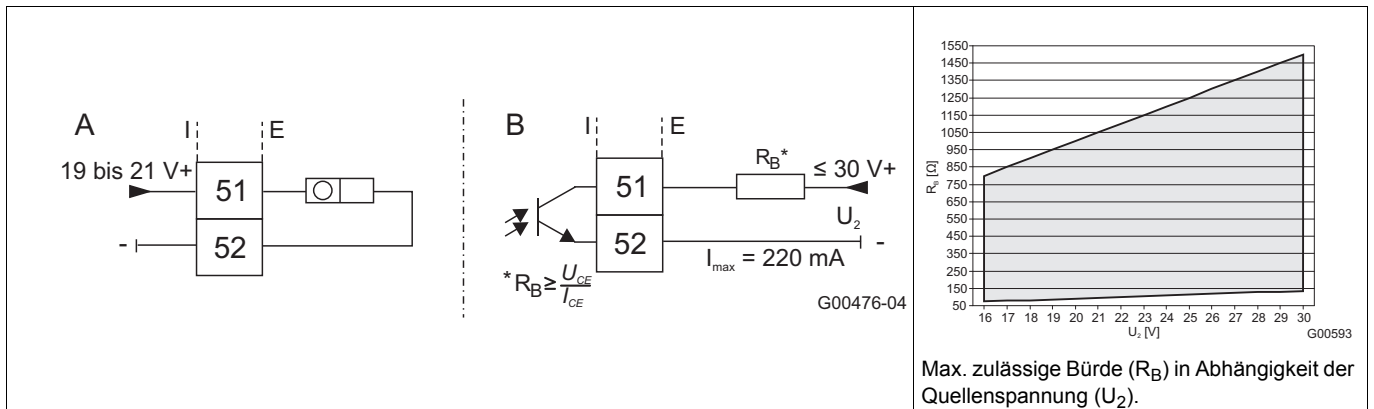 A
I E
19 bis 21 V+
51
-
52
B
I E
R_B* ≤ 30 V+
51
U₂
52
-
I_max = 220 mA
*R_B ≥ U_CE / I_CE
G00476-04
1550
1450
1350
1250
1150
1050
950
850
750
650
550
450
350
250
150
50
R_B [Ω]
16 17 18 19 20 21 22 23 24 25 26 27 28 29 30
U₂ [V]
G00593
Max. zulässige Bürde (R_B) in Abhängigkeit der
Quellenspannung (U₂).